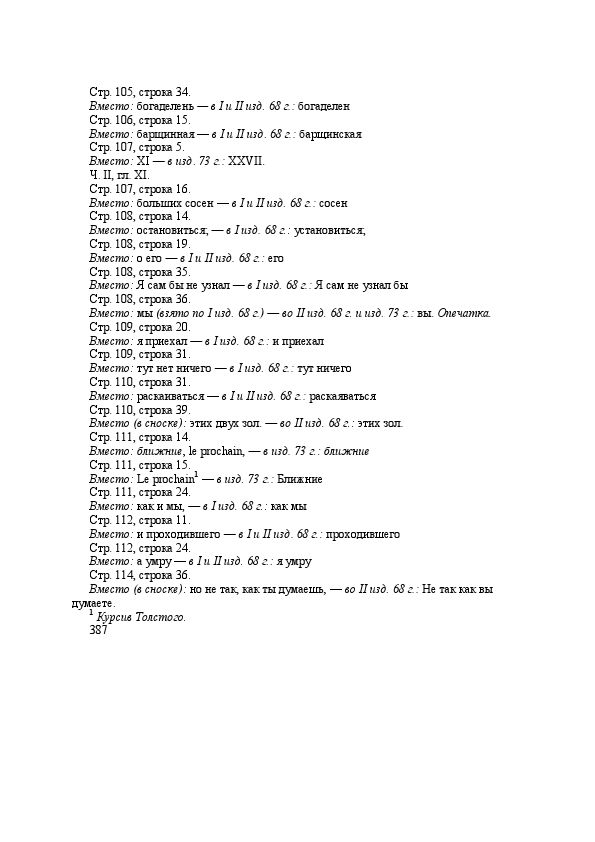 Стр. 105, строка 34.
Вместо: богаделень — в I и II изд. 68 г.: богаделен
Стр. 106, строка 15.
Вместо: барщинная — в I и II изд. 68 г.: барщинская
Стр. 107, строка 5.
Вместо: XI — в изд. 73 г.: XXVII.
Ч. II, гл. XI.
Стр. 107, строка 16.
Вместо: больших сосен — в I и II изд. 68 г.: сосен
Стр. 108, строка 14.
Вместо: остановиться; — в I изд. 68 г.: установиться;
Стр. 108, строка 19.
Вместо: о его — в I и II изд. 68 г.: его
Стр. 108, строка 35.
Вместо: Я сам бы не узнал — в I изд. 68 г.: Я сам не узнал бы
Стр. 108, строка 36.
Вместо: мы (взято по I изд. 68 г.) — во II изд. 68 г. и изд. 73 г.: вы. Опечатка.
Стр. 109, строка 20.
Вместо: я приехал — в I изд. 68 г.: и приехал
Стр. 109, строка 31.
Вместо: тут нет ничего — в I изд. 68 г.: тут ничего
Стр. 110, строка 31.
Вместо: раскаиваться — в I и II изд. 68 г.: раскаяваться
Стр. 110, строка 39.
Вместо (в сноске): этих двух зол. — во II изд. 68 г.: этих зол.
Стр. 111, строка 14.
Вместо: ближние, le prochain, — в изд. 73 г.: ближние
Стр. 111, строка 15.
Вместо: Le prochain¹ — в изд. 73 г.: Ближние
Стр. 111, строка 24.
Вместо: как и мы, — в I изд. 68 г.: как мы
Стр. 112, строка 11.
Вместо: и проходившего — в I и II изд. 68 г.: проходившего
Стр. 112, строка 24.
Вместо: а умру — в I и II изд. 68 г.: я умру
Стр. 114, строка 36.
Вместо (в сноске): но не так, как ты думаешь, — во II изд. 68 г.: Не так как вы
думаете.
¹ Курсив Толстого.
387